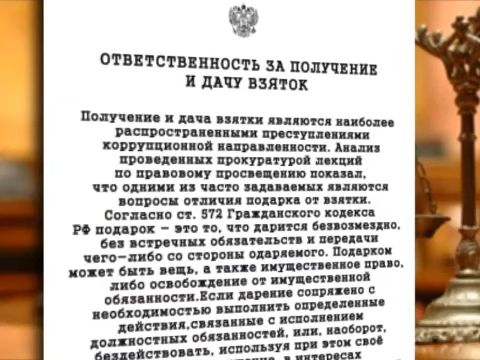 ОТВЕТСТВЕННОСТЬ ЗА ПОЛУЧЕНИЕ
И ДАЧУ ВЗЯТОК
Получение и дача взятки являются наиболее
распространенными преступлениями
коррупционной направленности. Анализ
проведенных прокуратурой лекций
по правовому просвещению показал,
что одними из часто задаваемых являются
вопросы отличия подарка от взятки.
Согласно ст. 572 Гражданского кодекса
РФ подарок – это то, что дарится безвозмездно,
без встречных обязательств и передачи
чего-либо со стороны одаряемого. Подарком
может быть вещь, а также имущественное право,
либо освобождение от имущественной
обязанности.Если дарение сопряжено с
необходимостью выполнить определенные
действия,связанные с исполнением
должностных обязанностей, или, наоборот,
бездействовать, используя при этом своё
в интересах